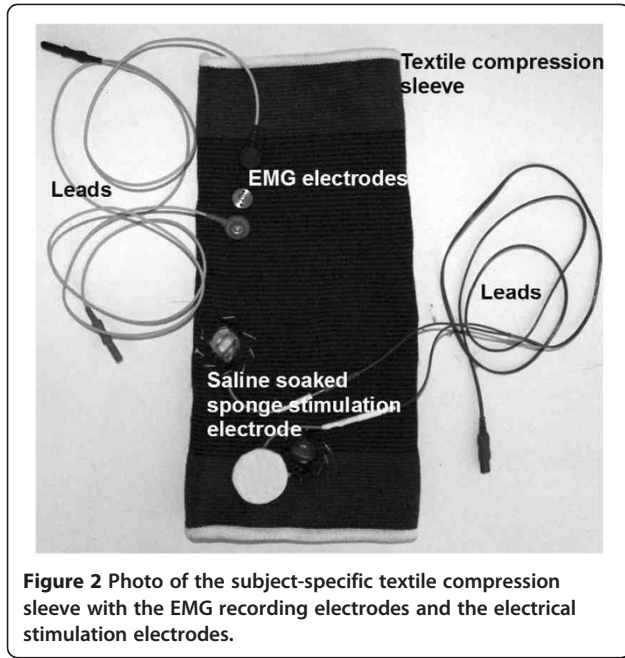 Textile compression
sleeve
EMG electrodes
Leads
Leads
Saline soaked
sponge stimulation
electrode
Figure 2 Photo of the subject-specific textile compression
sleeve with the EMG recording electrodes and the electrical
stimulation electrodes.